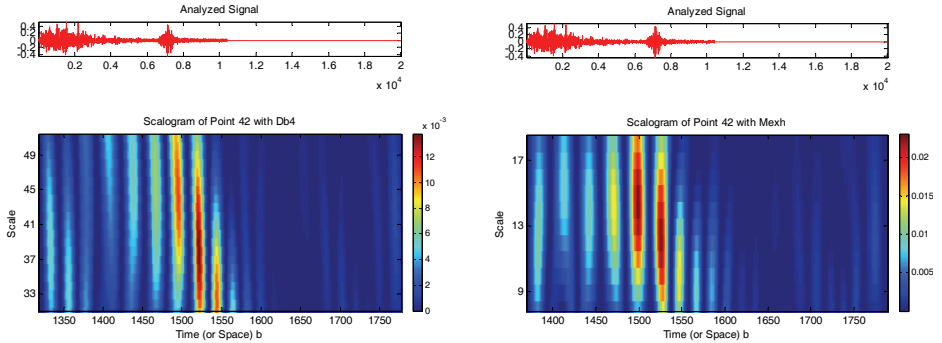 Analyzed Signal
0.4
0.2
0
-0.2
-0.4
0.2 0.4 0.6 0.8 1 1.2 1.4 1.6 1.8 2
x 10^4
Scalogram of Point 42 with Db4
x 10^-3
Scale
49
45
41
37
33
1350 1400 1450 1500 1550 1600 1650 1700 1750
Time (or Space) b
12
10
8
6
4
2
0
Analyzed Signal
0.4
0.2
0
-0.2
-0.4
0.2 0.4 0.6 0.8 1 1.2 1.4 1.6 1.8 2
x 10^4
Scalogram of Point 42 with Mexh
Scale
17
13
9
1400 1450 1500 1550 1600 1650 1700 1750
Time (or Space) b
0.02
0.015
0.01
0.005